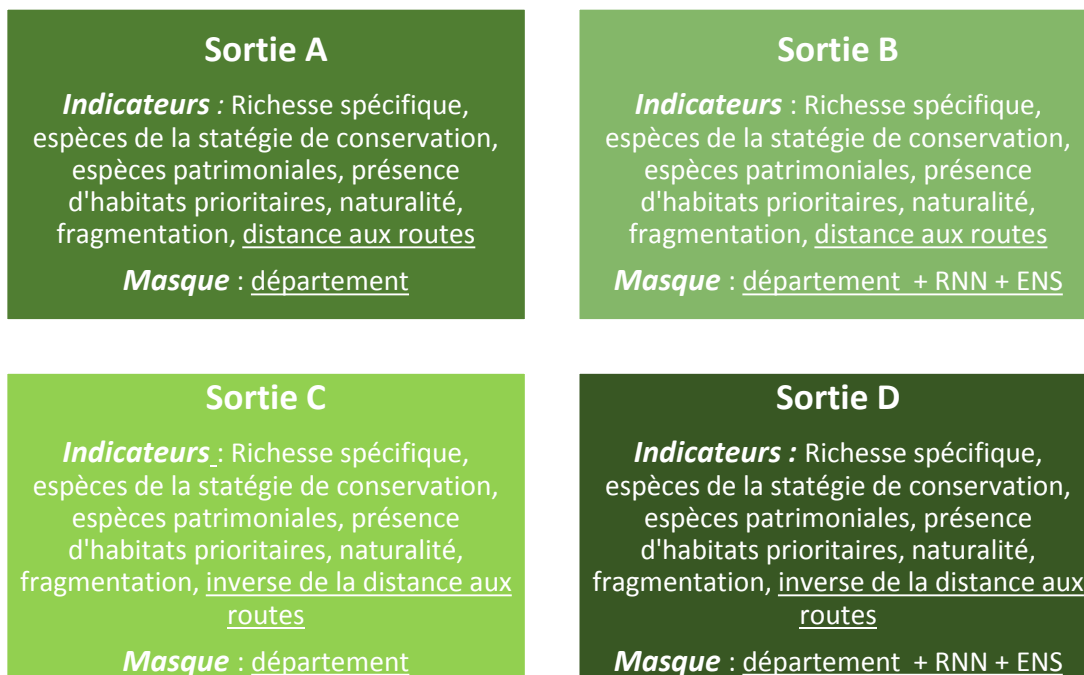 Sortie A
Indicateurs : Richesse spécifique,
espèces de la statégie de conservation,
espèces patrimoniales, présence
d'habitats prioritaires, naturalité,
fragmentation, distance aux routes
Masque : département
Sortie B
Indicateurs : Richesse spécifique,
espèces de la statégie de conservation,
espèces patrimoniales, présence
d'habitats prioritaires, naturalité,
fragmentation, distance aux routes
Masque : département + RNN + ENS
Sortie C
Indicateurs : Richesse spécifique,
espèces de la statégie de conservation,
espèces patrimoniales, présence
d'habitats prioritaires, naturalité,
fragmentation, inverse de la distance aux
routes
Masque : département
Sortie D
Indicateurs : Richesse spécifique,
espèces de la statégie de conservation,
espèces patrimoniales, présence
d'habitats prioritaires, naturalité,
fragmentation, inverse de la distance aux
routes
Masque : département + RNN + ENS